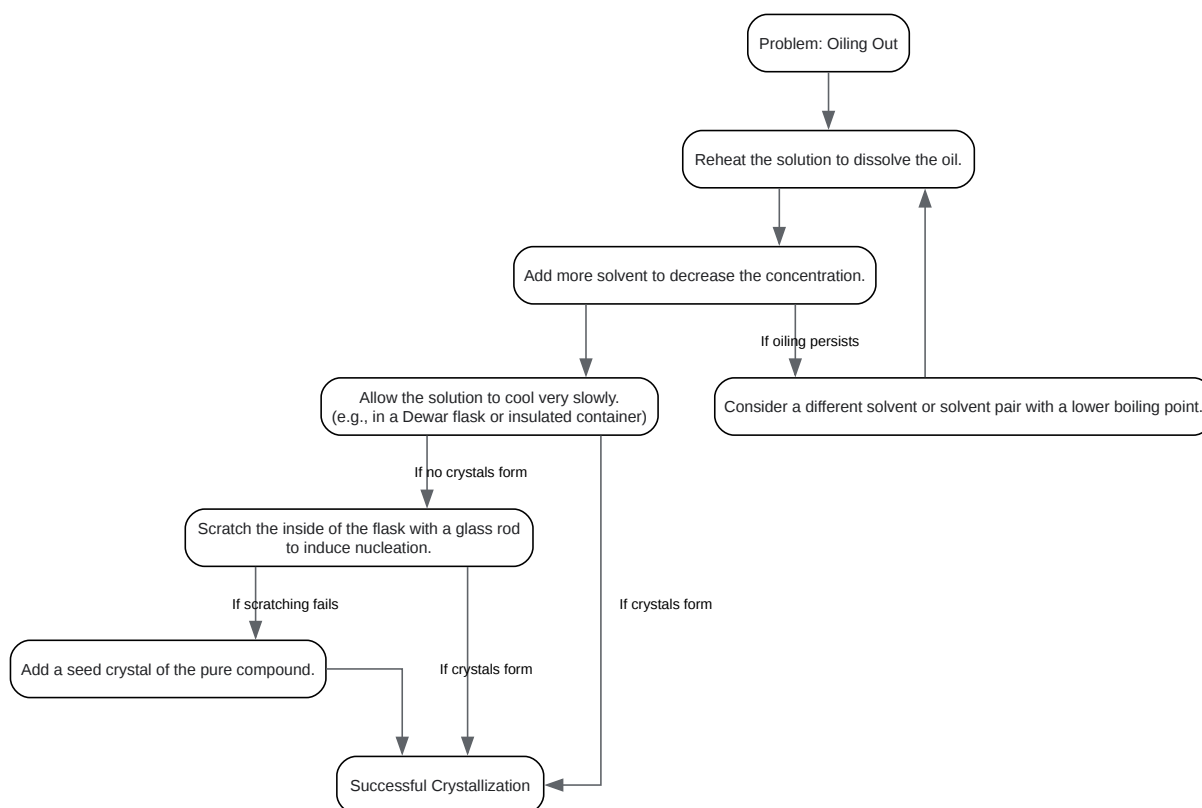 Problem: Oiling Out
Reheat the solution to dissolve the oil.
Add more solvent to decrease the concentration.
If oiling persists
Allow the solution to cool very slowly.
(e.g., in a Dewar flask or insulated container)
Consider a different solvent or solvent pair with a lower boiling point.
If no crystals form
Scratch the inside of the flask with a glass rod
to induce nucleation.
If scratching fails
If crystals form
Add a seed crystal of the pure compound.
If crystals form
Successful Crystallization